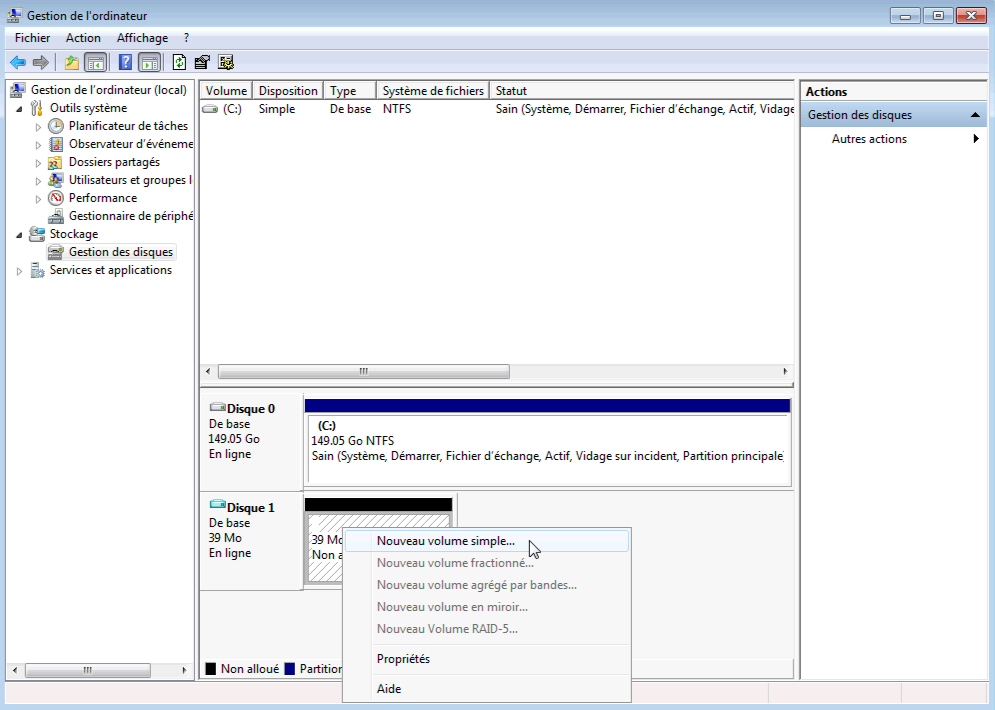 Gestion de l'ordinateur
Fichier Action Affichage ?
Gestion de l'ordinateur (local)
Outils système
Planificateur de tâches
Observateur d'événeme
Dossiers partagés
Utilisateurs et groupes l
Performance
Gestionnaire de périphé
Stockage
Gestion des disques
Services et applications
Volume Disposition Type Système de fichiers Statut
(C:) Simple De base NTFS Sain (Système, Démarrer, Fichier d'échange, Actif, Vidage
Actions
Gestion des disques
Autres actions
Disque 0
De base
149.05 Go
En ligne
(C:)
149.05 Go NTFS
Sain (Système, Démarrer, Fichier d'échange, Actif, Vidage sur incident, Partition principale
Disque 1
De base
39 Mo
En ligne
39 Mo
Non a
Nouveau volume simple...
Nouveau volume fractionné...
Nouveau volume agrégé par bandes...
Nouveau volume en miroir...
Nouveau Volume RAID-5...
Propriétés
Aide
Non alloué Partition